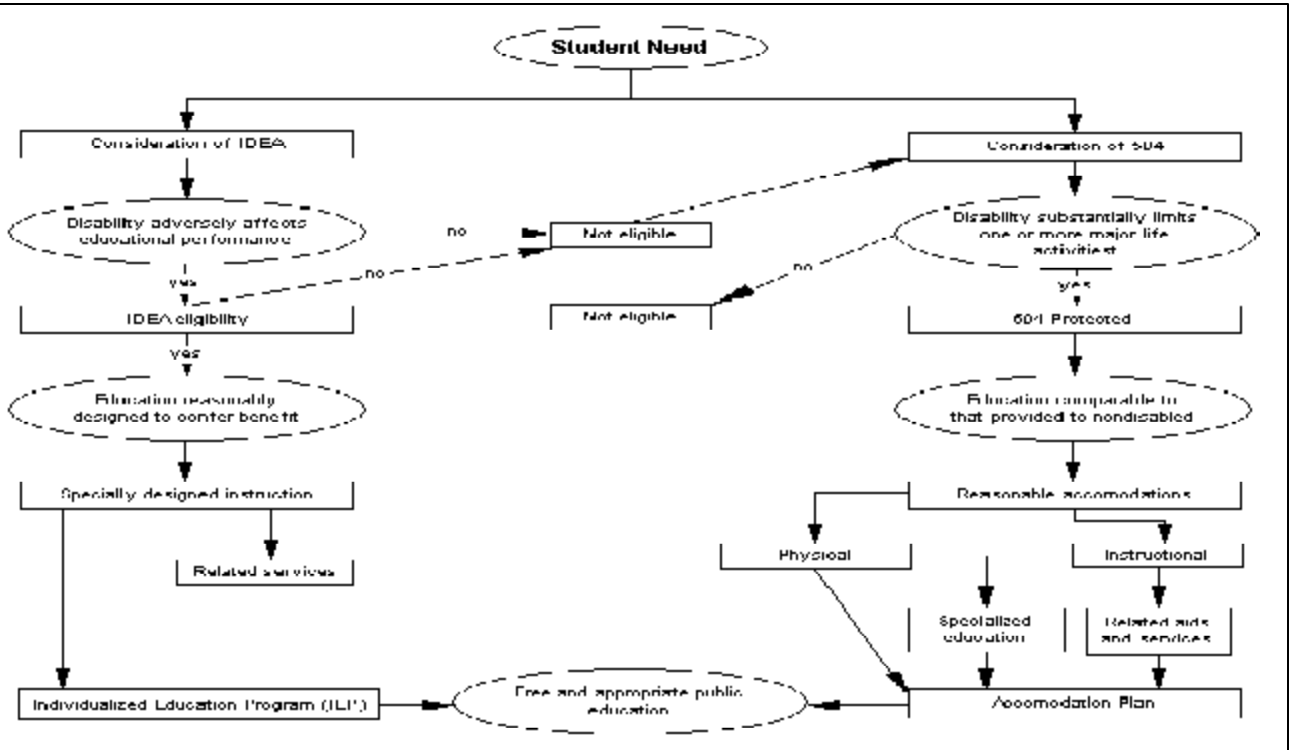 Student Need
Consideration of IDEA
Consideration of 504
Disability adversely affects
educational performance
no
Not eligible
Disability substantially limits
one or more major life
activities?
no
no
yes
yes
IDEA eligibility
Not eligible
504 Protected
yes
Education reasonably
designed to confer benefit
Education comparable to
that provided to nondisabled
Specially designed instruction
Reasonable accomodations
Physical
Instructional
Related services
Specialized
education
Related aids
and services
Individualized Education Program (IEP)
Free and appropriate public
education
Accomodation Plan